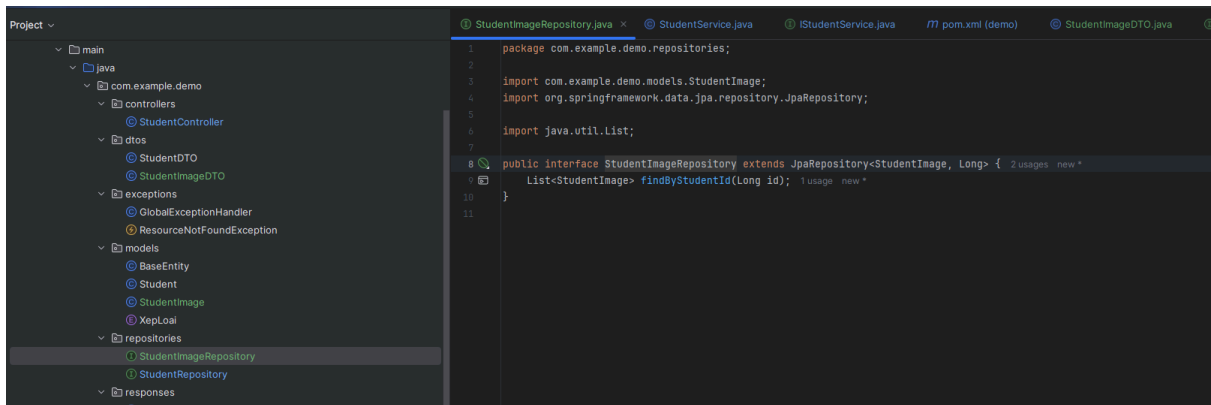 Project
main
java
com.example.demo
controllers
StudentController
dtos
StudentDTO
StudentImageDTO
exceptions
GlobalExceptionHandler
ResourceNotFoundException
models
BaseEntity
Student
StudentImage
XepLoai
repositories
StudentImageRepository
StudentRepository
responses
StudentImageRepository.java × StudentService.java IStudentService.java pom.xml (demo) StudentImageDTO.java
1 package com.example.demo.repositories;
2
3 import com.example.demo.models.StudentImage;
4 import org.springframework.data.jpa.repository.JpaRepository;
5
6 import java.util.List;
7
8 public interface StudentImageRepository extends JpaRepository<StudentImage, Long> { 2 usages new *
9 List<StudentImage> findByStudentId(Long id); 1 usage new *
10 }
11